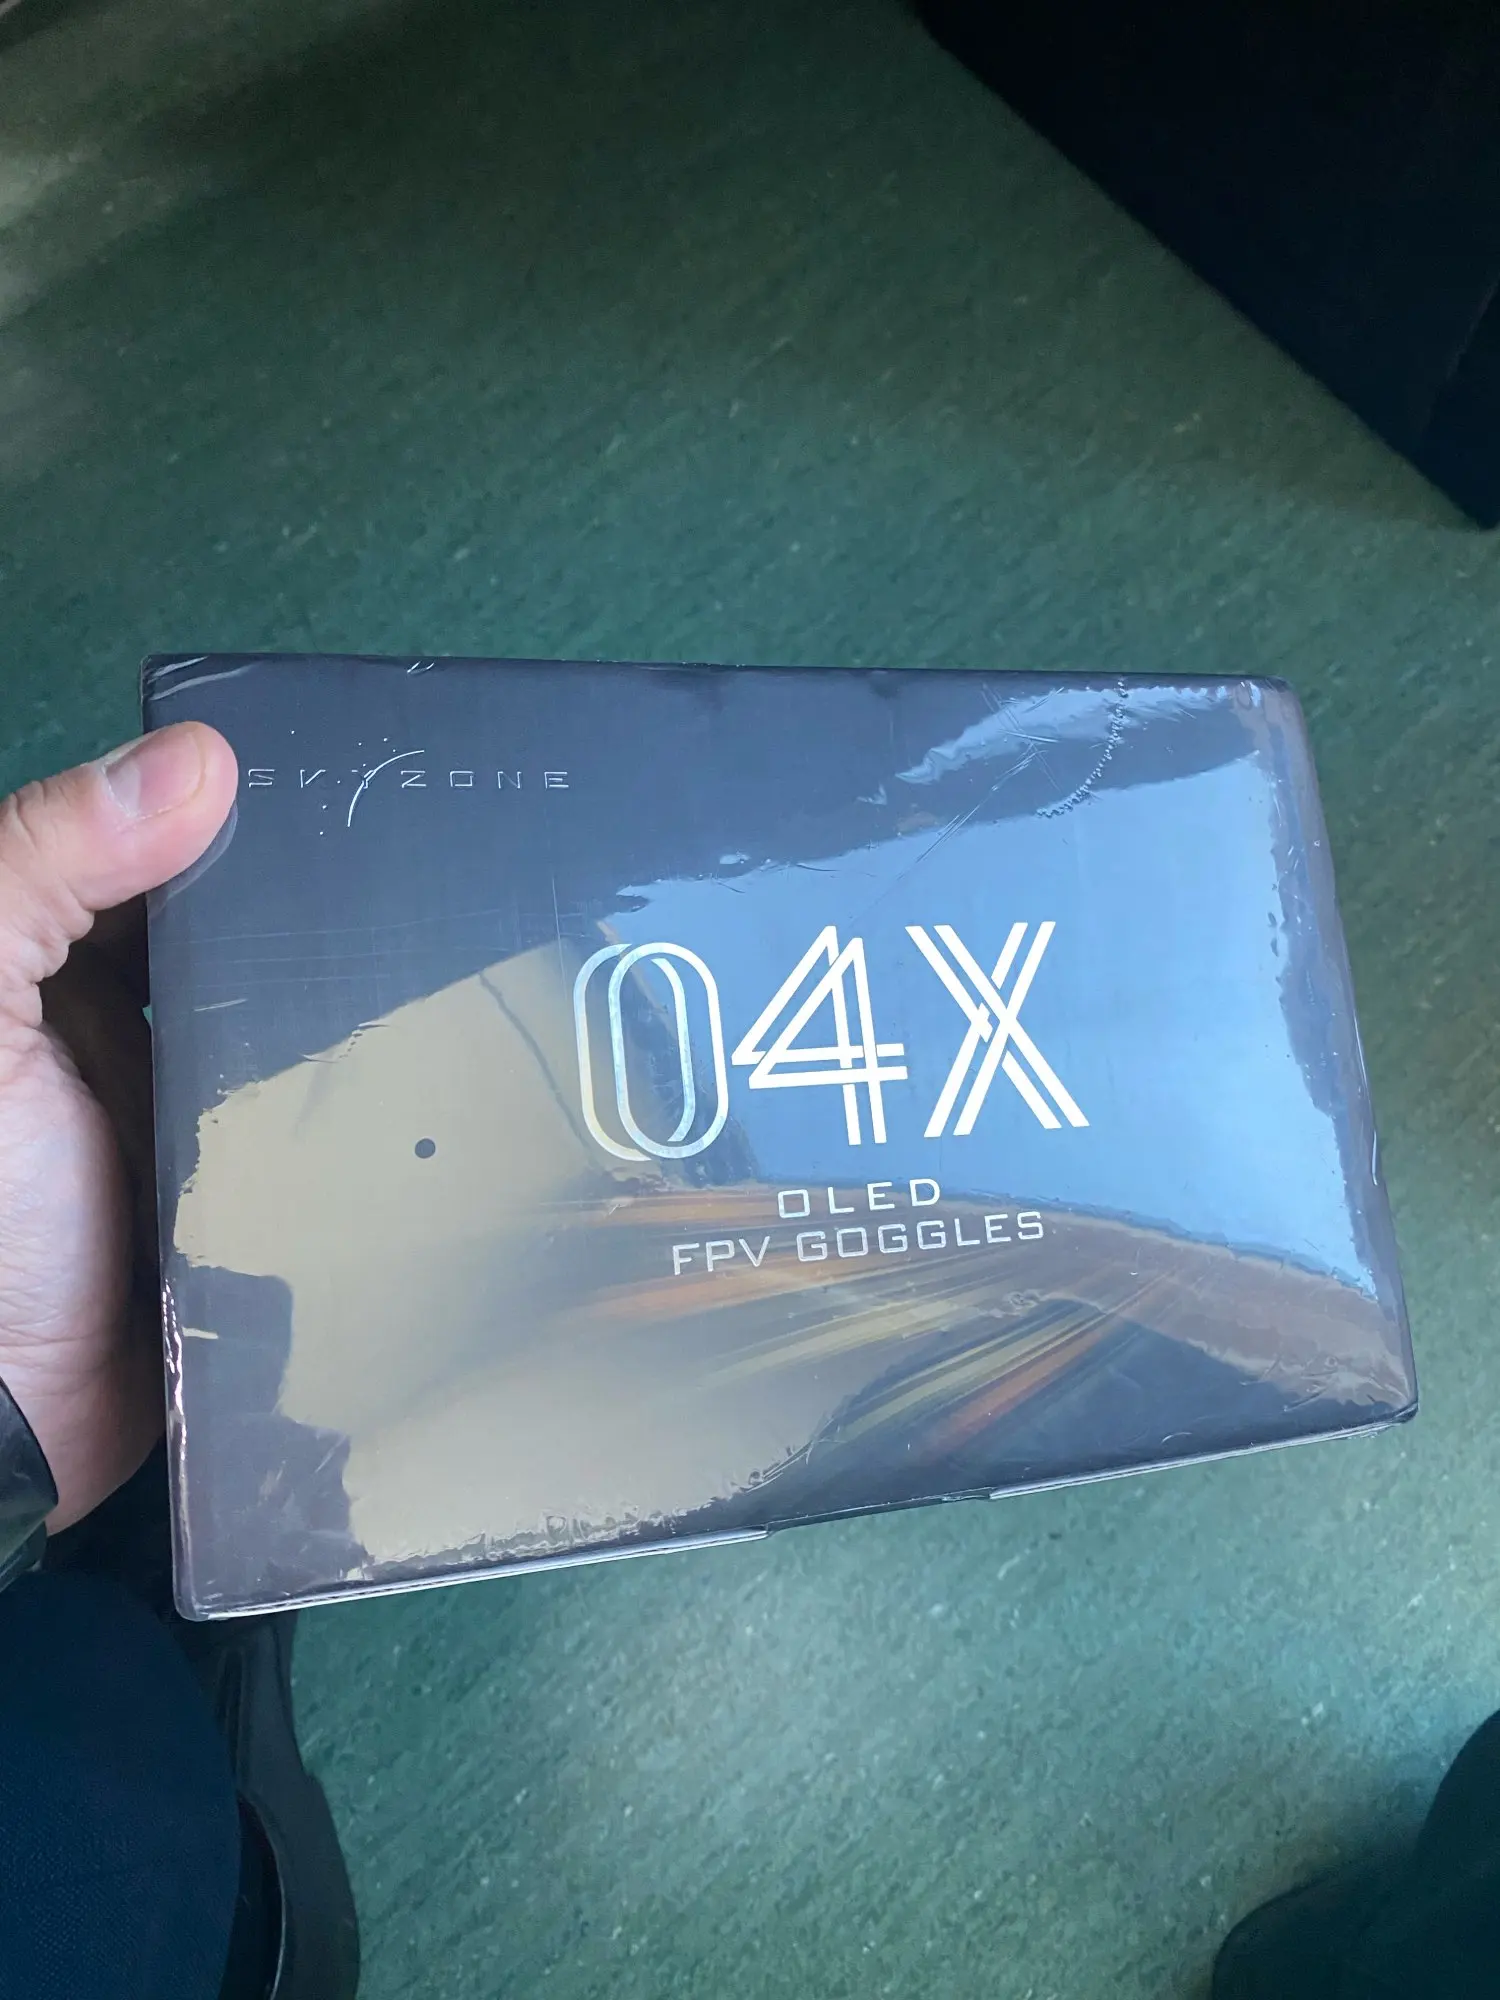 SKYZONE
04X
OLED
FPV GOGGLES